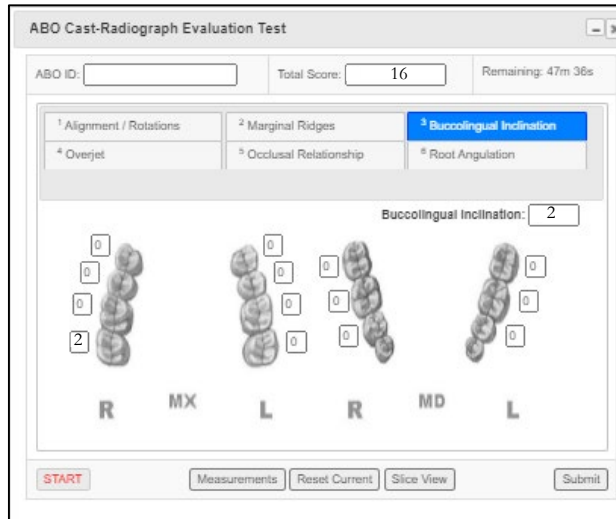 ABO Cast-Radiograph Evaluation Test
ABO ID: Total Score: 16 Remaining: 47m 36s
1 Alignment / Rotations 2 Marginal Ridges 3 Buccolingual Inclination
4 Overjet 5 Occlusal Relationship 6 Root Angulation
Buccolingual Inclination: 2
0 0
0 0 0 0
0 0 0 0
2 0 0 0
R MX L R MD L
START Measurements Reset Current Slice View Submit